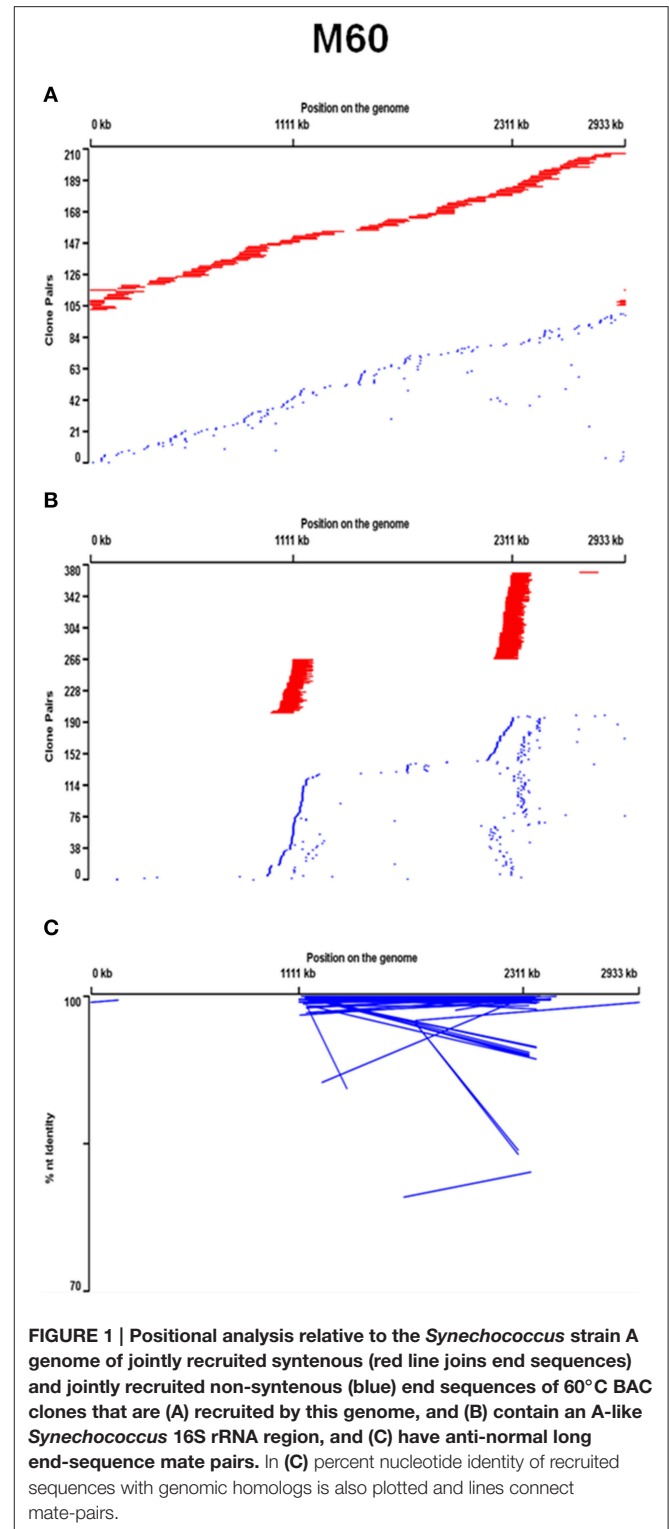 M60
A
Position on the genome
0 kb 1111 kb 2311 kb 2933 kb
210
189
168
147
126
105
84
63
42
21
0
Clone Pairs
B
Position on the genome
0 kb 1111 kb 2311 kb 2933 kb
380
342
304
266
228
190
152
114
76
38
0
Clone Pairs
C
Position on the genome
0 kb 1111 kb 2311 kb 2933 kb
100
% nt Identity
70
FIGURE 1 | Positional analysis relative to the Synechococcus strain A
genome of jointly recruited syntenous (red line joins end sequences)
and jointly recruited non-syntenous (blue) end sequences of 60°C BAC
clones that are (A) recruited by this genome, and (B) contain an A-like
Synechococcus 16S rRNA region, and (C) have anti-normal long
end-sequence mate pairs. In (C) percent nucleotide identity of recruited
sequences with genomic homologs is also plotted and lines connect
mate-pairs.